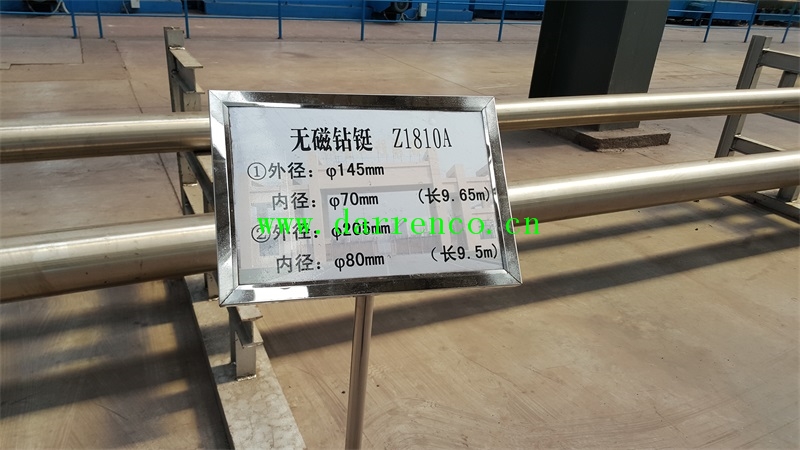 无磁钻铤 Z1810A
①外径：φ145mm
内径：φ70mm （长9.65m）
www.darrenco.cn
②外径：φ205mm
内径：φ80mm （长9.5m）